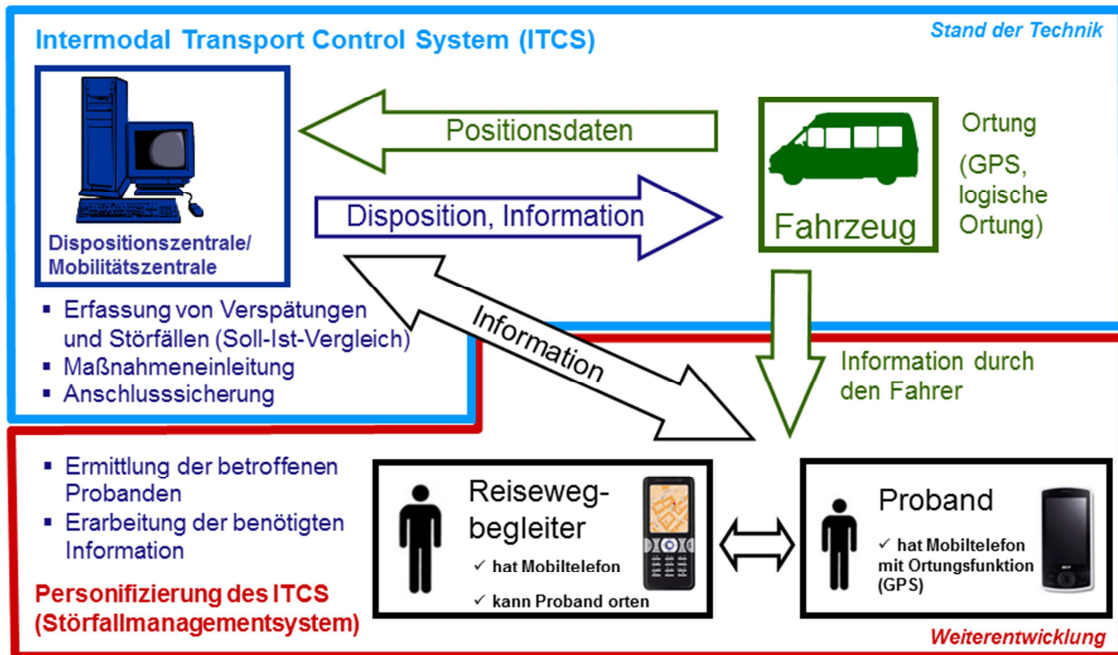 Intermodal Transport Control System (ITCS)
Stand der Technik
Positionsdaten
Disposition, Information
Dispositionszentrale/
Mobilitätszentrale
Fahrzeug
Ortung
(GPS,
logische
Ortung)
▪ Erfassung von Verspätungen
und Störfällen (Soll-Ist-Vergleich)
▪ Maßnahmeneinleitung
▪ Anschlusssicherung
Information
Information durch
den Fahrer
▪ Ermittlung der betroffenen
Probanden
▪ Erarbeitung der benötigten
Information
Personifizierung des ITCS
(Störfallmanagementsystem)
Reiseweg-
begleiter
✓ hat Mobiltelefon
✓ kann Proband orten
Proband
✓ hat Mobiltelefon
mit Ortungsfunktion
(GPS)
Weiterentwicklung